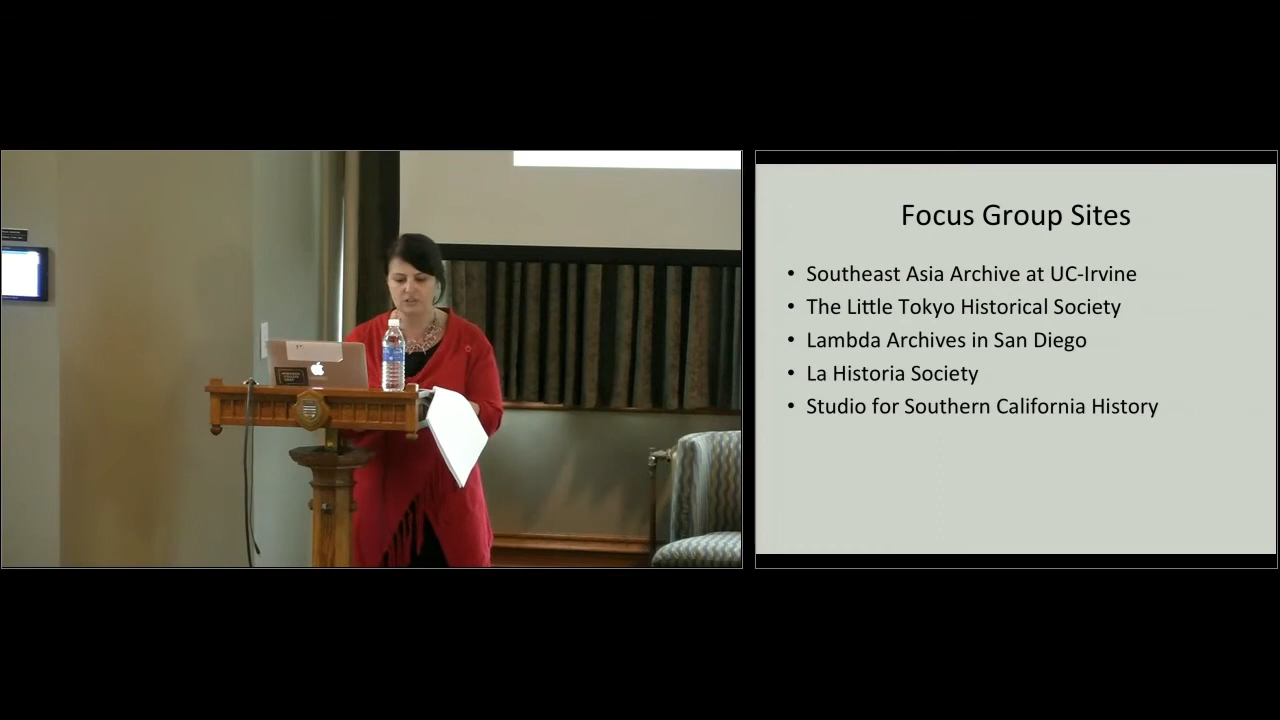 Focus Group Sites
• Southeast Asia Archive at UC-Irvine
• The Little Tokyo Historical Society
• Lambda Archives in San Diego
• La Historia Society
• Studio for Southern California History